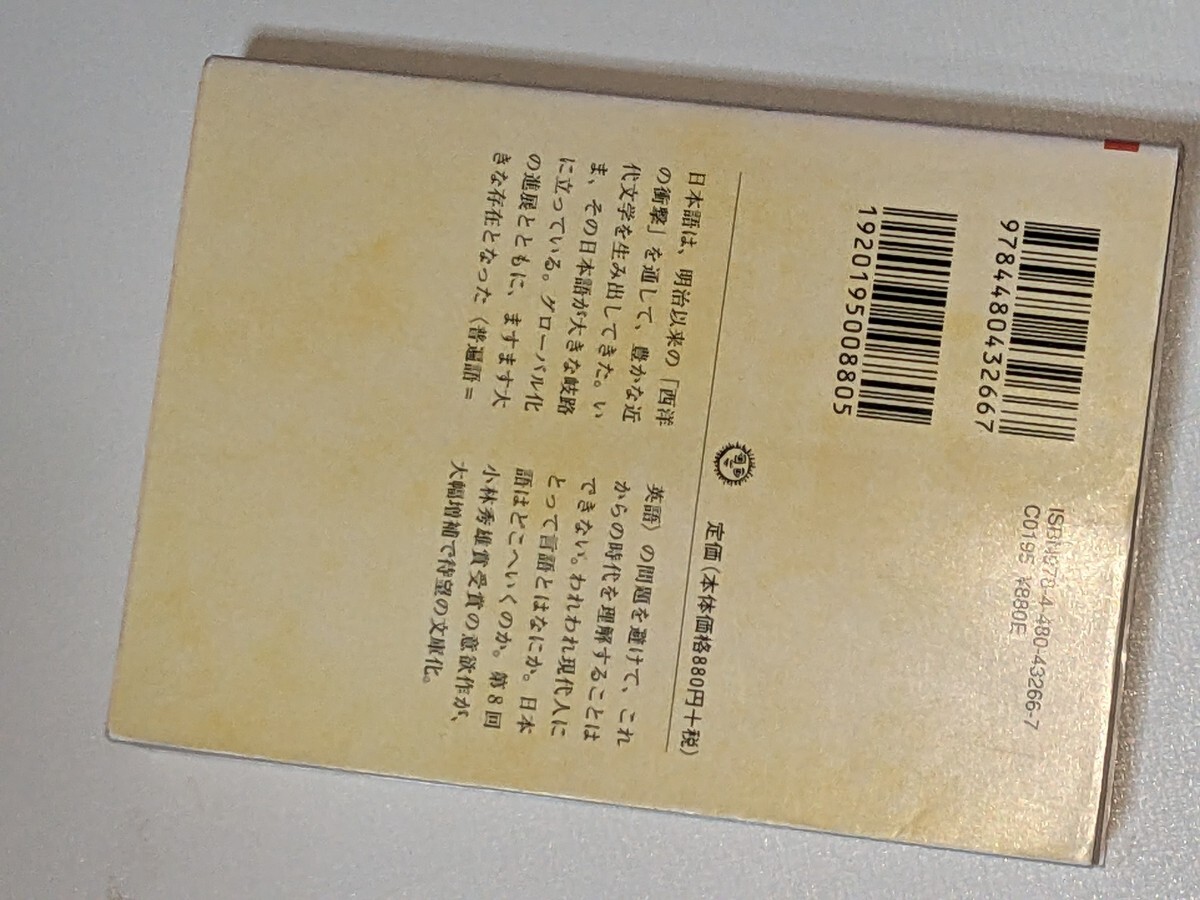 9784480432667
1920195008805
ISBN978-4-480-43266-7
C0195 ¥880E
定価(本体価格880円+税)
日本語は、明治以来の「西洋
の衝撃」を通して、豊かな近
代文学を生み出してきた。い
ま、その日本語が大きな岐路
に立っている。グローバル化
の進展とともに、ますます大
きな存在となった〈普遍語=
英語〉の問題を避けて、これ
からの時代を理解することは
できない。われわれ現代人に
とって言語とはなにか。日本
語はどこへいくのか。第8回
小林秀雄賞受賞の意欲作が、
大幅増補で待望の文庫化。